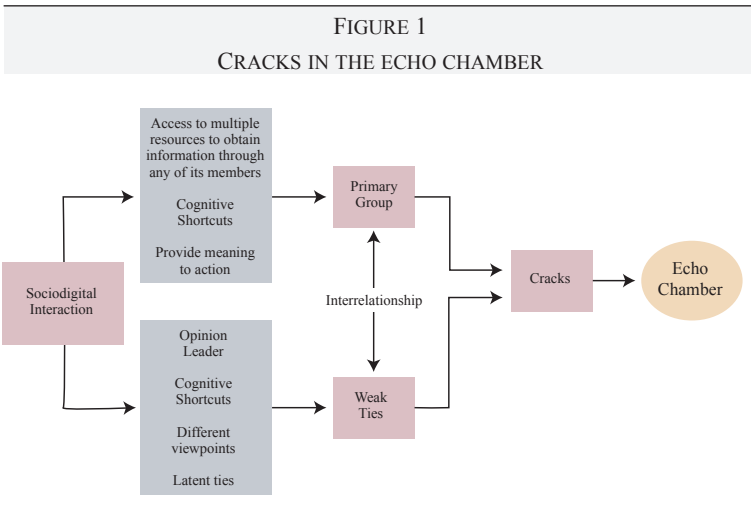 FIGURE 1
CRACKS IN THE ECHO CHAMBER
Access to multiple
resources to obtain
information through
any of its members
Cognitive
Shortcuts
Provide meaning
to action
Primary
Group
Sociodigital
Interaction
Interrelationship
Cracks
Echo
Chamber
Opinion
Leader
Cognitive
Shortcuts
Different
viewpoints
Latent ties
Weak
Ties